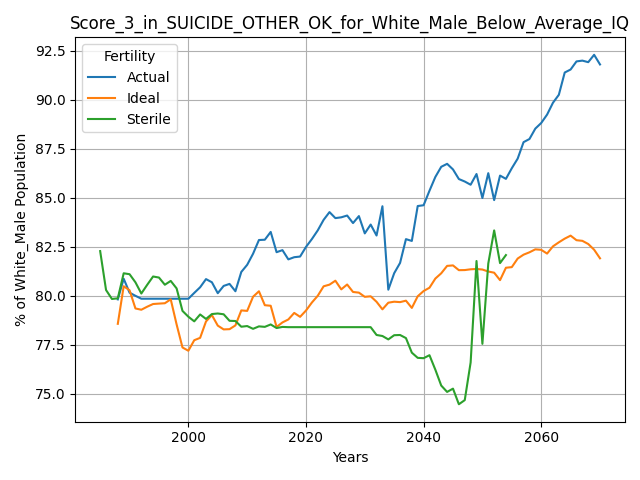 Score_3_in_SUICIDE_OTHER_OK_for_White_Male_Below_Average_IQ
Fertility
Actual
Ideal
Sterile
% of White_Male Population
92.5
90.0
87.5
85.0
82.5
80.0
77.5
75.0
2000
2020
2040
2060
Years